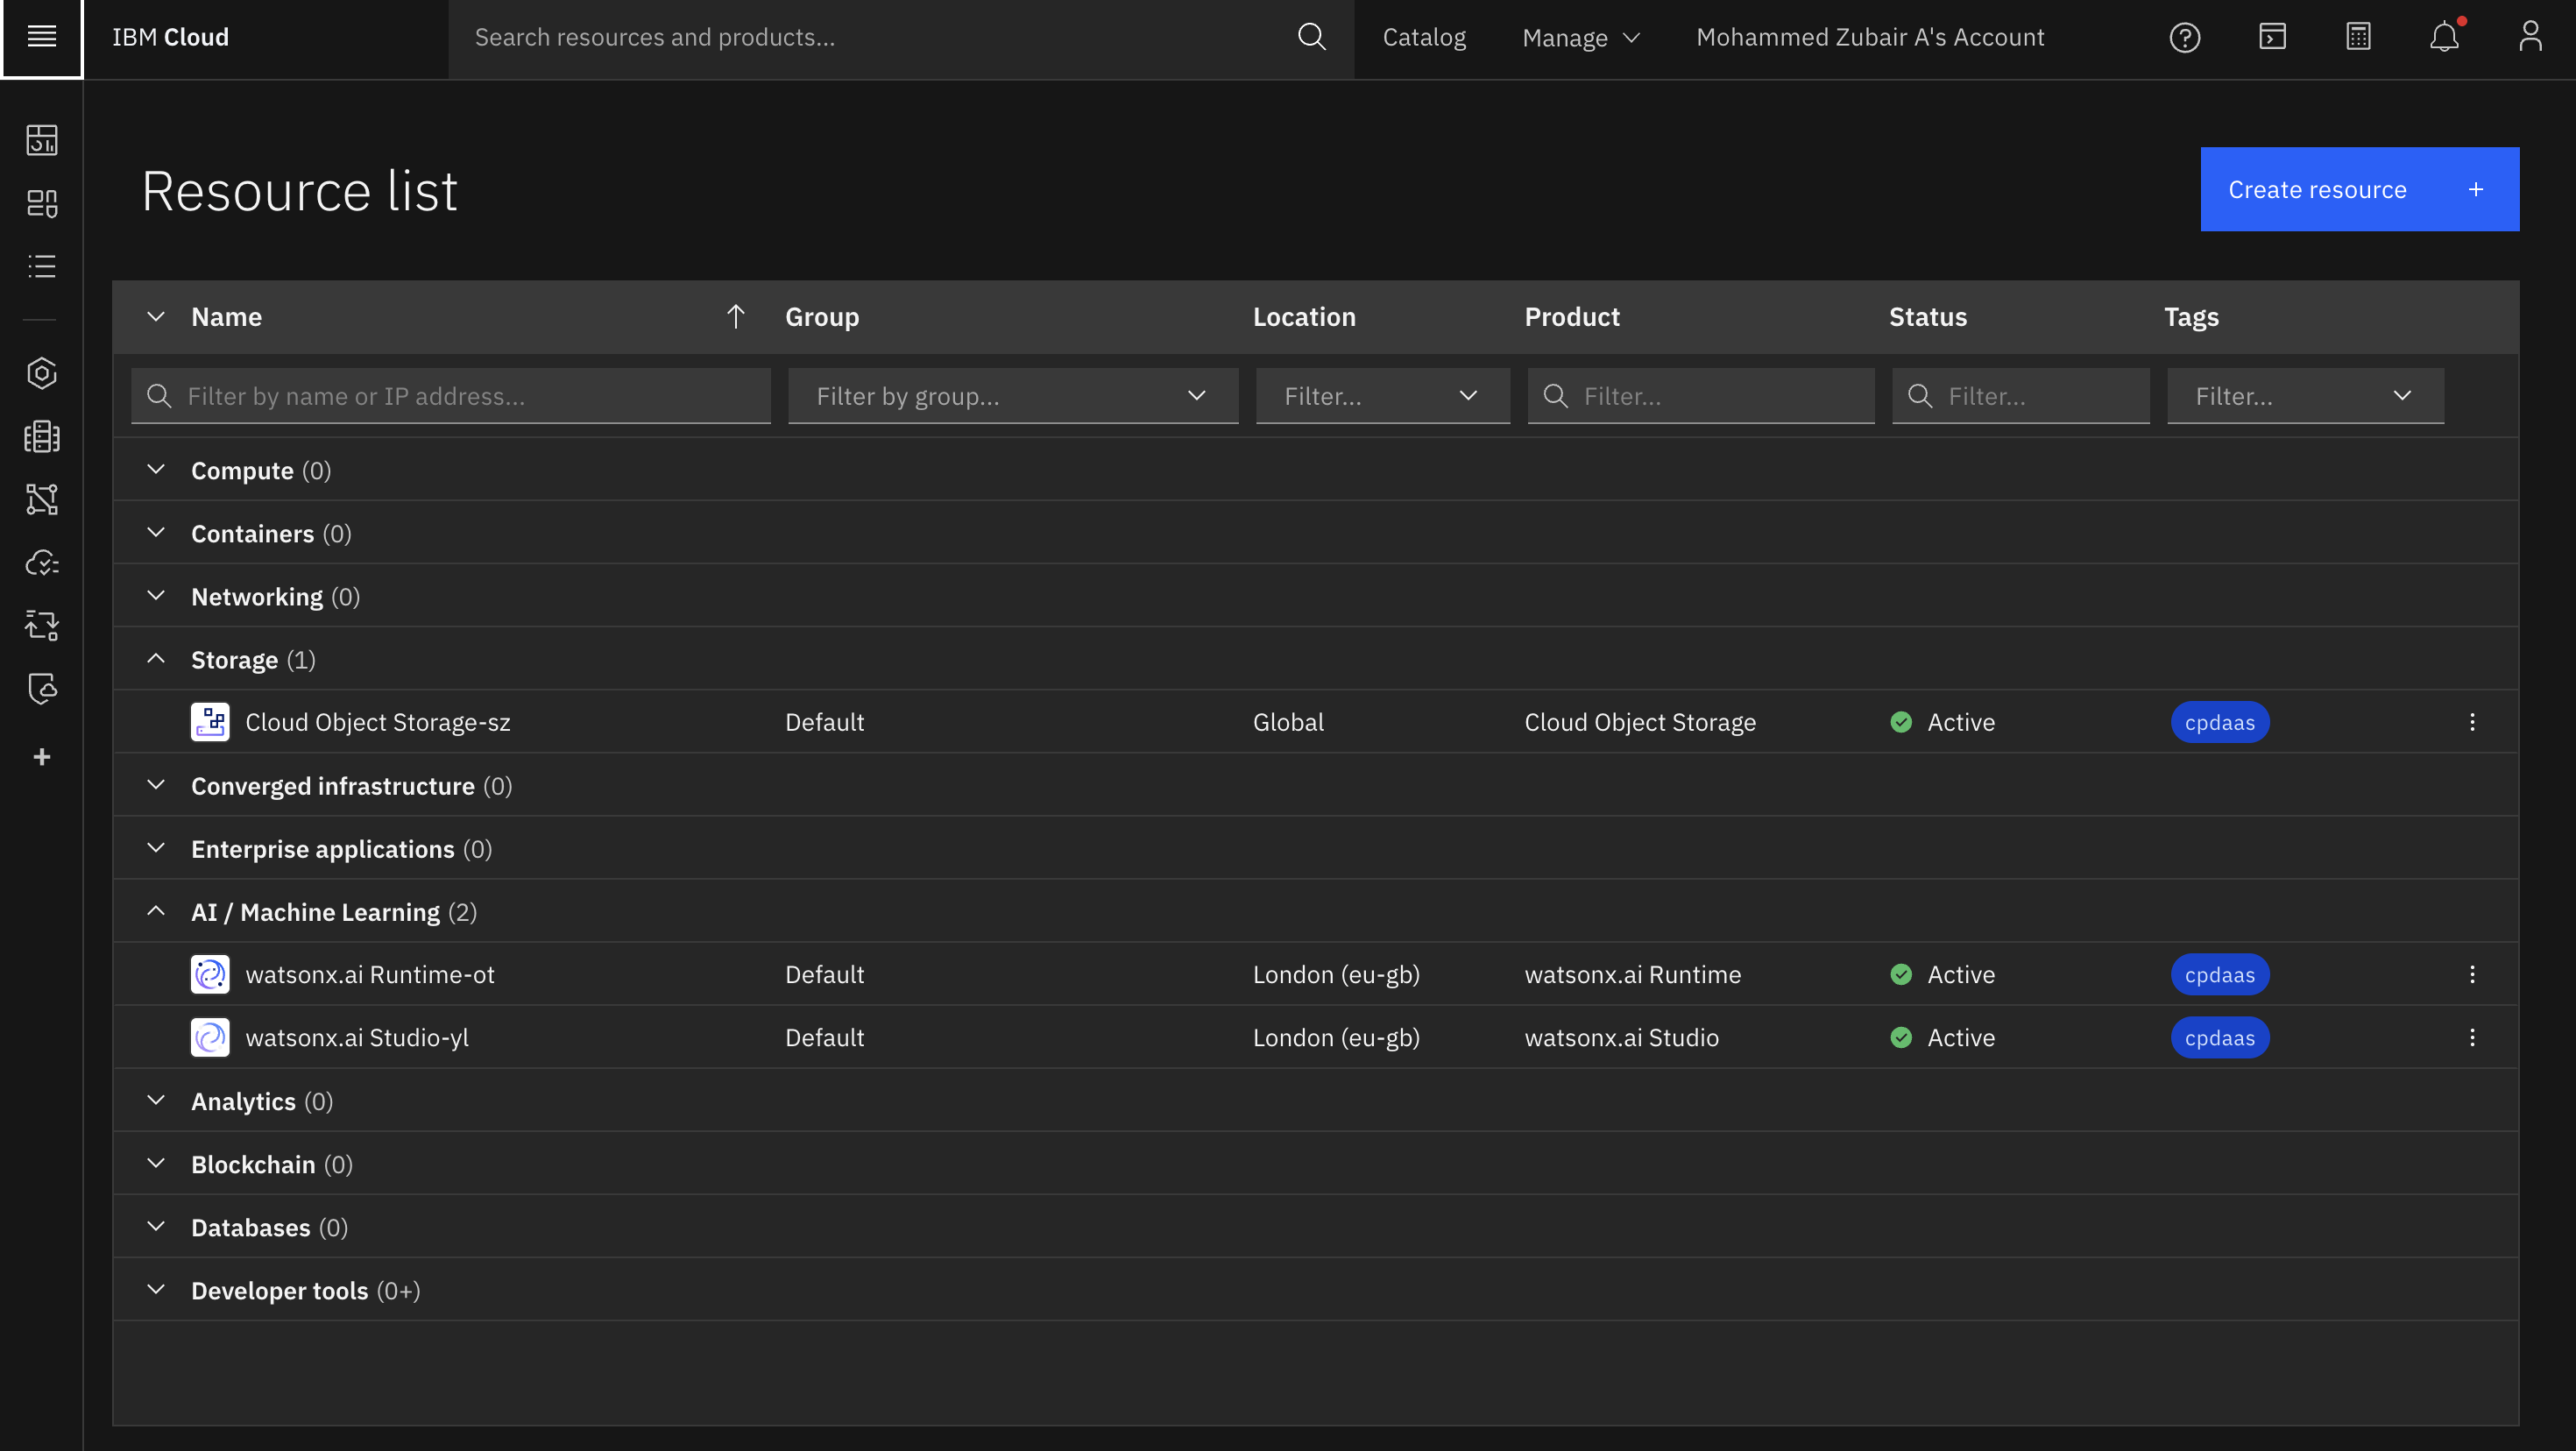 IBM Cloud
Search resources and products...
Catalog
Manage
Mohammed Zubair A's Account
Resource list
Create resource +
Name Group Location Product Status Tags
Filter by name or IP address... Filter by group... Filter... Filter... Filter... Filter...
Compute (0)
Containers (0)
Networking (0)
Storage (1)
Cloud Object Storage-sz Default Global Cloud Object Storage Active cpdaas
Converged infrastructure (0)
Enterprise applications (0)
AI / Machine Learning (2)
watsonx.ai Runtime-ot Default London (eu-gb) watsonx.ai Runtime Active cpdaas
watsonx.ai Studio-yl Default London (eu-gb) watsonx.ai Studio Active cpdaas
Analytics (0)
Blockchain (0)
Databases (0)
Developer tools (0+)